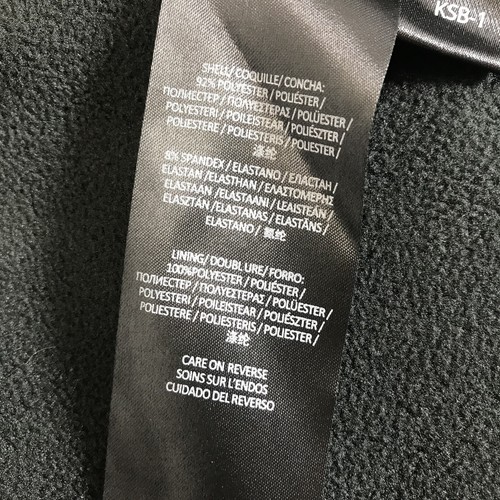 KSB-1
SHELL/ COQUILLE/ CONCHA:
92% POLYESTER / POLIÉSTER /
ПОЛИЕСТЕР / ΠΟΛΥΕΣΤΕΡΑΣ / POLÜESTER /
POLYESTERI / POILEISTEAR / POLIÉSZTER /
POLIESTERE / POLIESTERIS / POLIESTER /
涤纶
8% SPANDEX / ELASTANO / ЕЛАСТАН /
ELASTAN / ELASTHAN / ΕΛΑΣΤΟΜΕΡΗΣ
ELASTAAN / ELASTAANI / LEAISTEÁN /
ELASZTÁN / ELASTANAS / ELASTĀNS /
ELASTANO / 氨纶
LINING/ DOUBLURE/ FORRO:
100%POLYESTER / POLIÉSTER /
ПОЛИЕСТЕР / ΠΟΛΥΕΣΤΕΡΑΣ / POLÜESTER /
POLYESTERI / POILEISTEAR / POLIÉSZTER /
POLIESTERE / POLIESTERIS / POLIESTER /
涤纶
CARE ON REVERSE
SOINS SUR L'ENDOS
CUIDADO DEL REVERSO